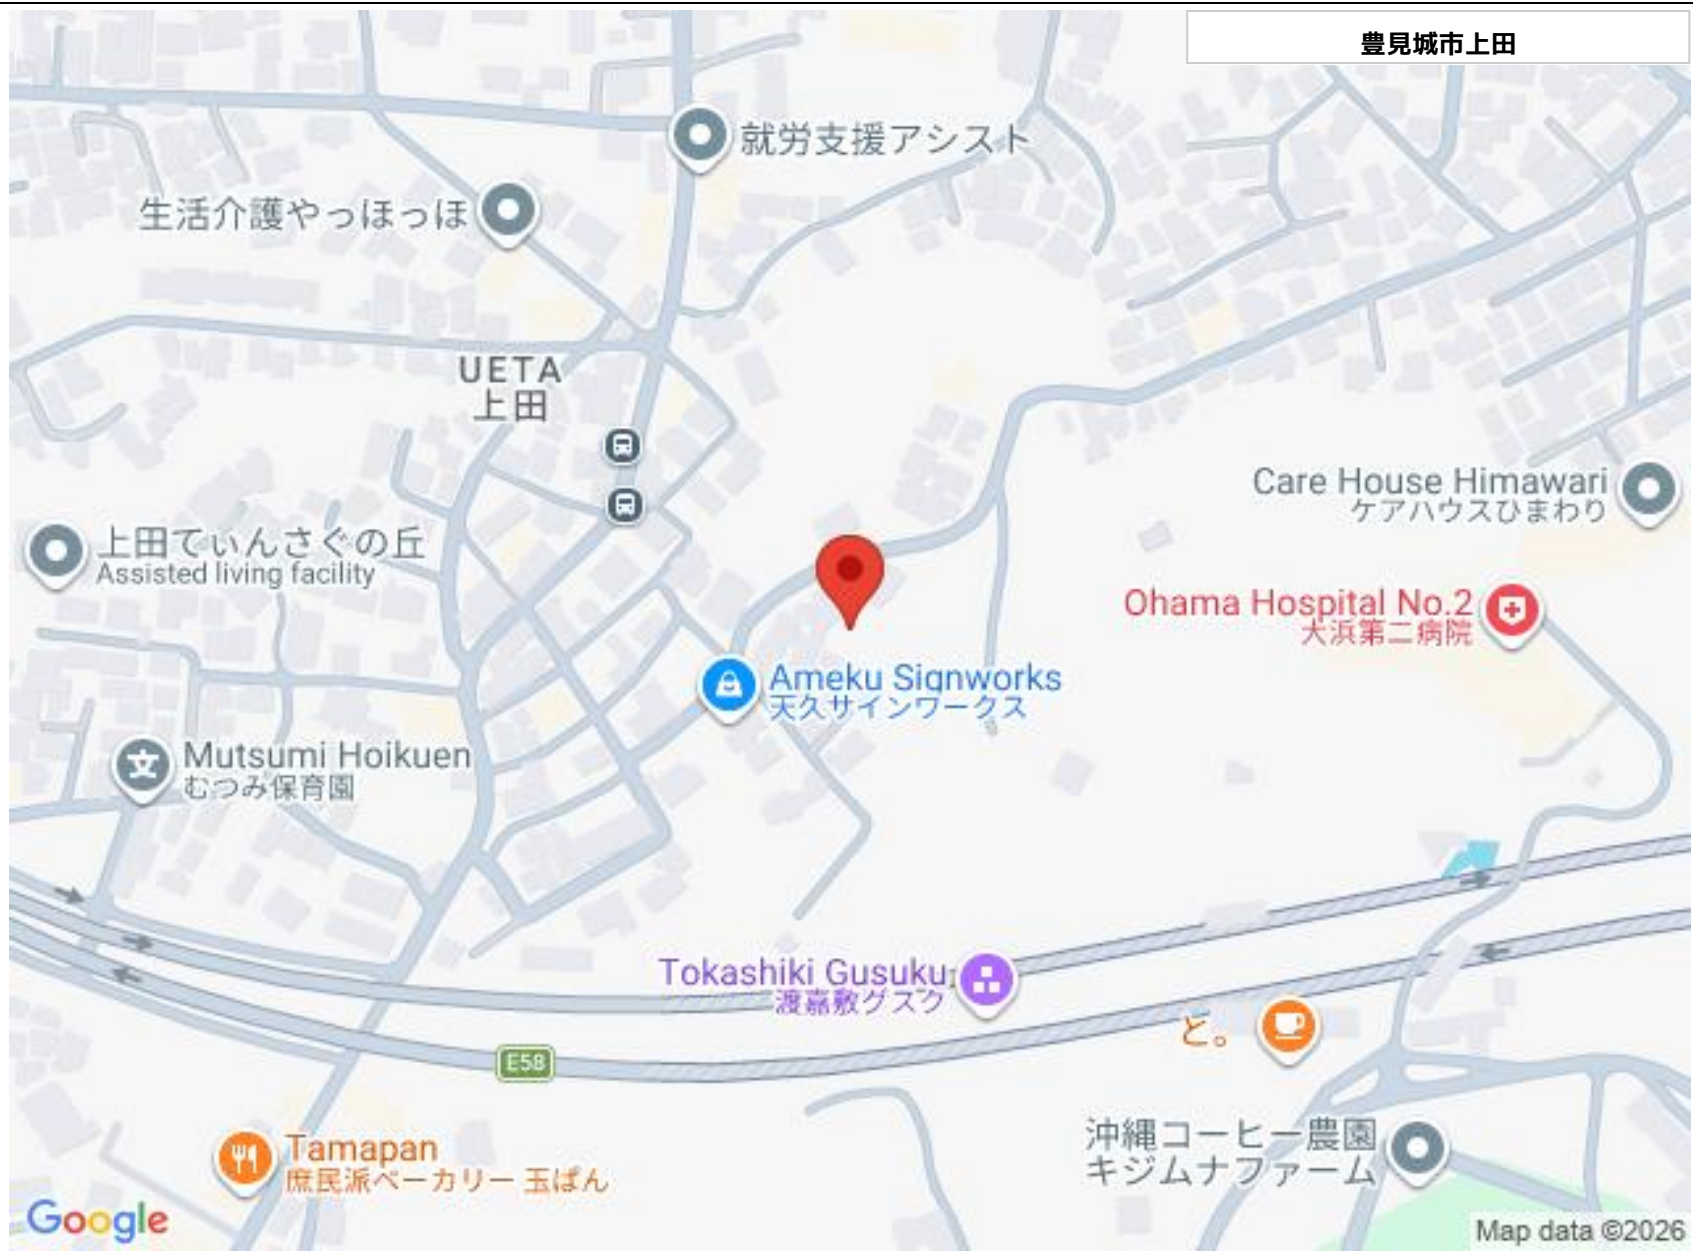 豊見城市上田
就労支援アシスト
生活介護やっほっほ
UETA
上田
Care House Himawari
ケアハウスひまわり
上田てぃんさぐの丘
Assisted living facility
Ohama Hospital No.2
大浜第二病院
Ameku Signworks
天久サインワークス
Mutsumi Hoikuen
むつみ保育園
Tokashiki Gusuku
渡嘉敷グスク
と。
E58
Tamapan
庶民派ベーカリー 玉ぱん
沖縄コーヒー農園
キジムナファーム
Google
Map data ©2026